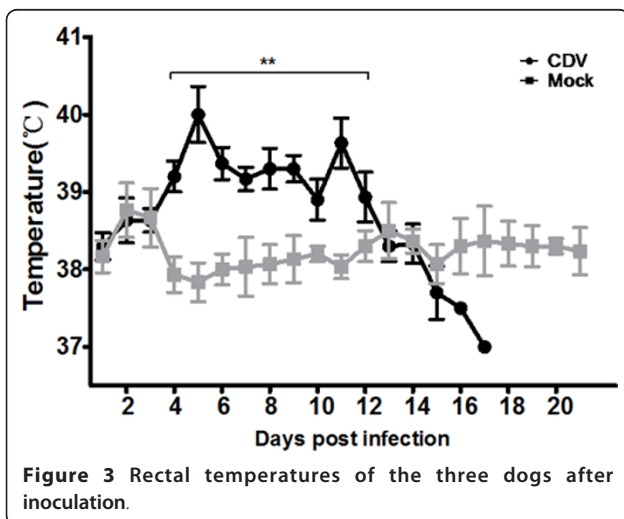 41
40
39
38
37
Temperature(℃)
**
CDV
Mock
2 4 6 8 10 12 14 16 18 20
Days post infection
Figure 3 Rectal temperatures of the three dogs after
inoculation.